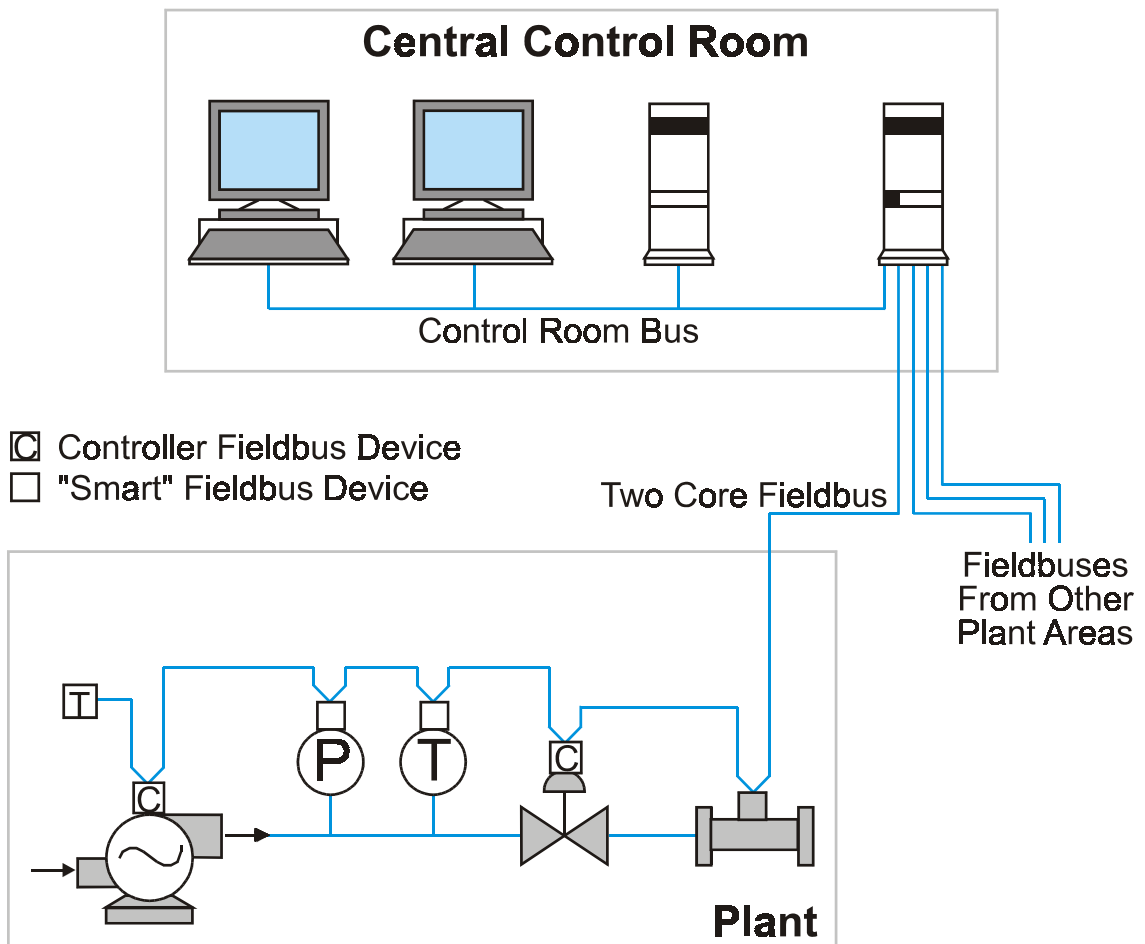 Central Control Room
Control Room Bus
C Controller Fieldbus Device
"Smart" Fieldbus Device
Two Core Fieldbus
Fieldbuses
From Other
Plant Areas
T
P
T
C
C
Plant